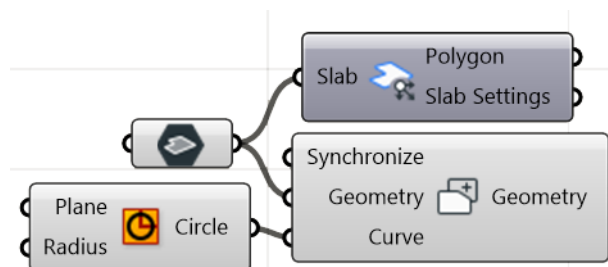 Slab
Polygon
Slab Settings
Synchronize
Geometry
Geometry
Curve
Plane
Radius
Circle